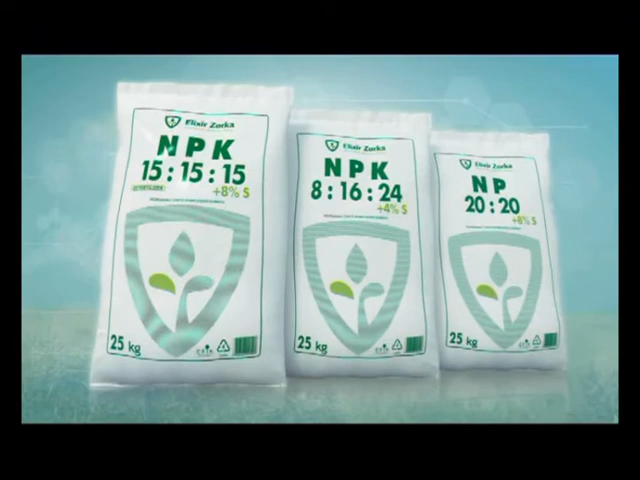 Elixir Zorka
NPK
15 : 15 : 15
+8% S
25 kg
Elixir Zorka
NPK
8 : 16 : 24
+4% S
25 kg
Elixir Zorka
NP
20 : 20
+8% S
25 kg